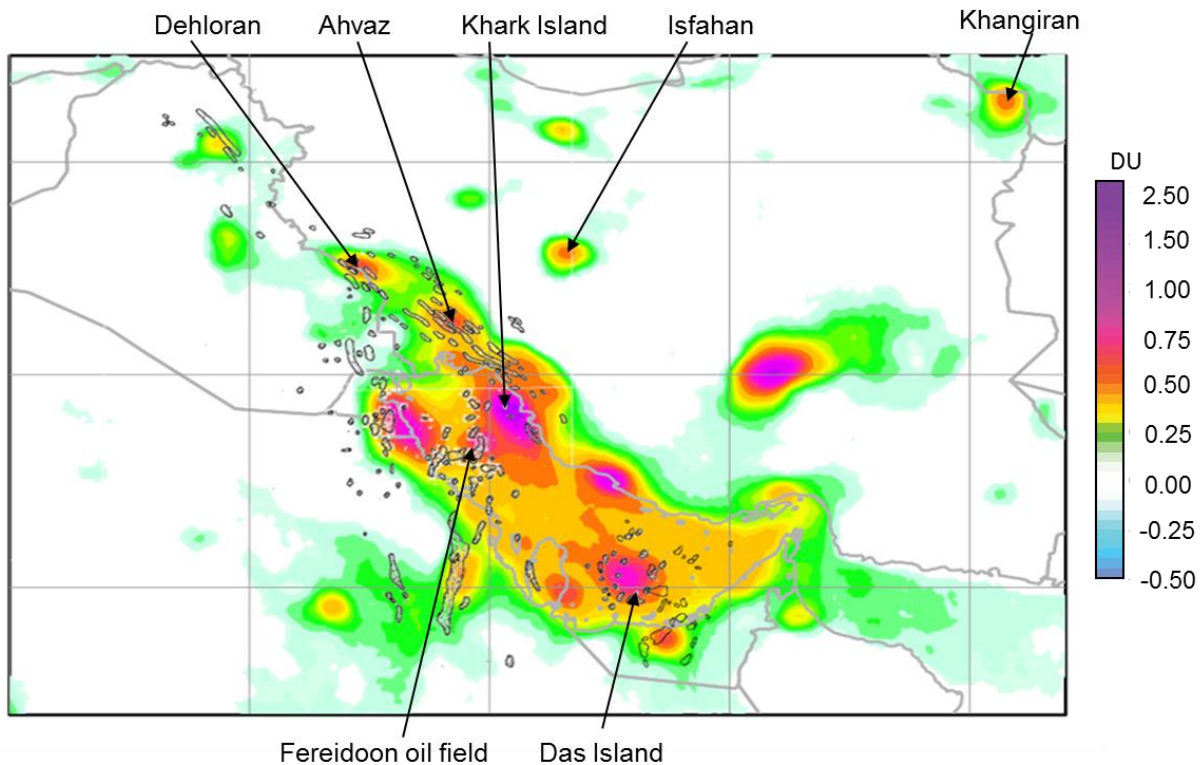 Dehloran
Ahvaz
Khark Island
Isfahan
Khangiran
DU
2.50
1.50
1.00
0.75
0.50
0.25
0.00
-0.25
-0.50
Fereidoon oil field
Das Island